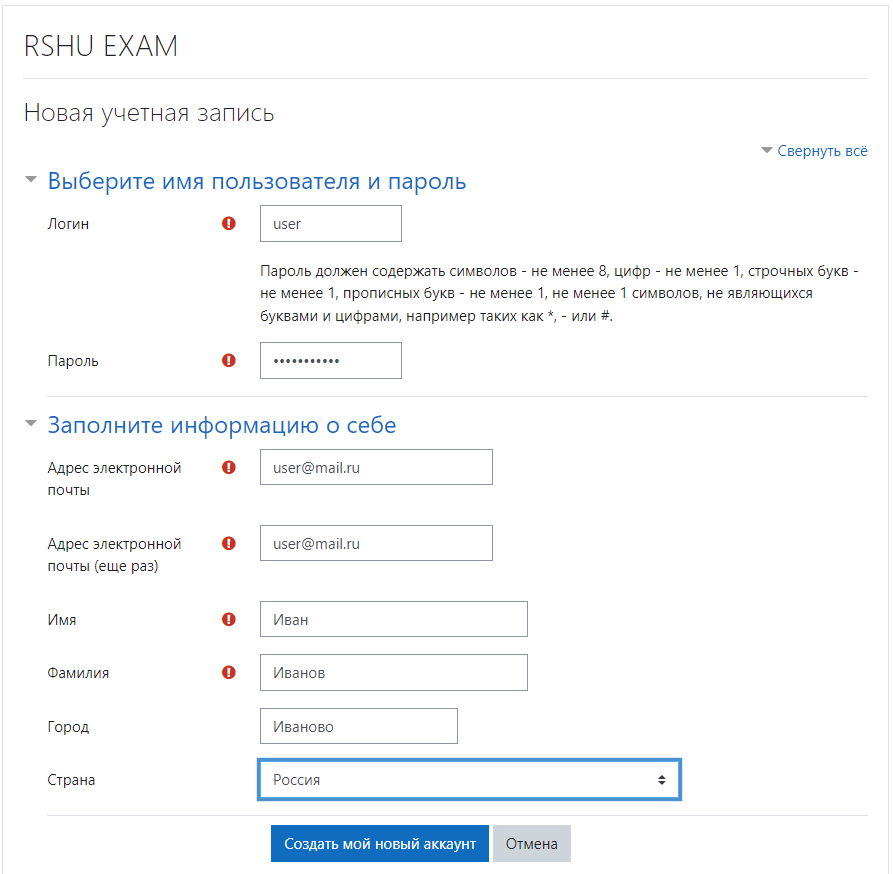 RSHU EXAM
Новая учетная запись
Свернуть всё
Выберите имя пользователя и пароль
Логин
user
Пароль должен содержать символов - не менее 8, цифр - не менее 1, строчных букв -
не менее 1, прописных букв - не менее 1, не менее 1 символов, не являющихся
буквами и цифрами, например таких как *, - или #.
Пароль
•••••••••••
Заполните информацию о себе
Адрес электронной
почты
user@mail.ru
Адрес электронной
почты (еще раз)
user@mail.ru
Имя
Иван
Фамилия
Иванов
Город
Иваново
Страна
Россия
Создать мой новый аккаунт
Отмена